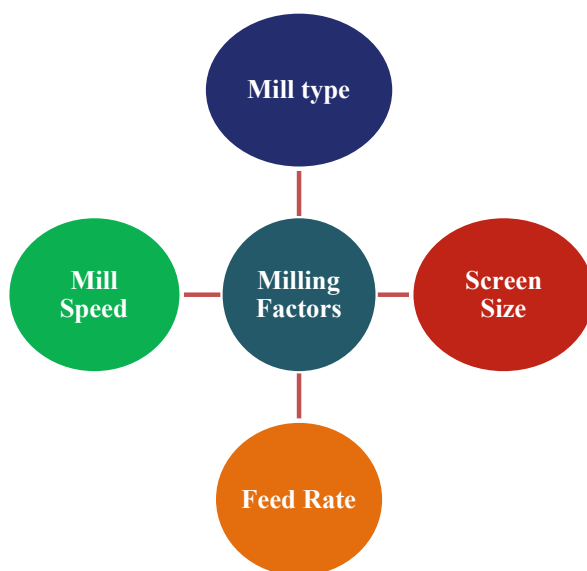 Mill type
Mill
Speed
Milling
Factors
Screen
Size
Feed Rate